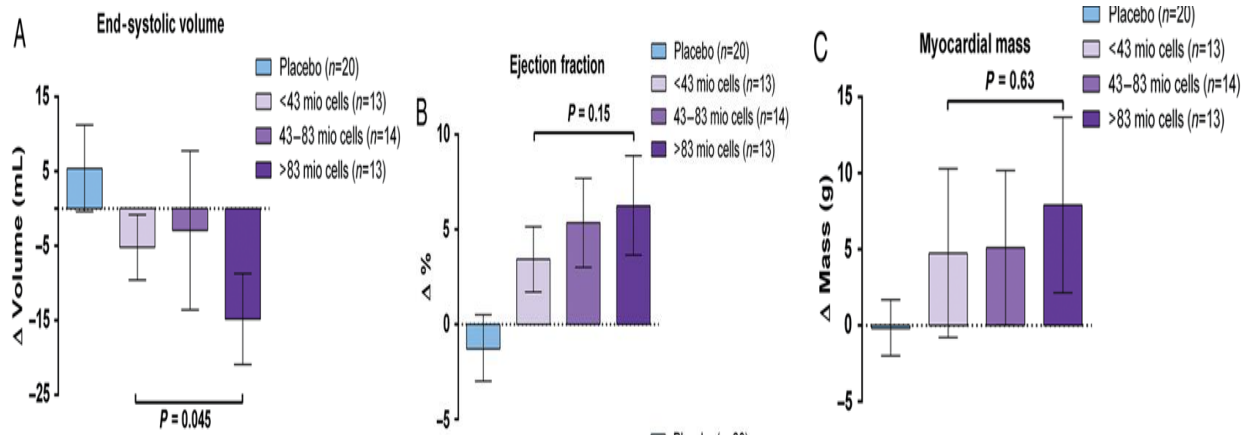 A
End-systolic volume
Placebo (n=20)
<43 mio cells (n=13)
43–83 mio cells (n=14)
>83 mio cells (n=13)
Δ Volume (mL)
15
5
–5
–15
–25
P = 0.045
B
Ejection fraction
Placebo (n=20)
<43 mio cells (n=13)
43–83 mio cells (n=14)
>83 mio cells (n=13)
P = 0.15
Δ %
10
5
0
–5
C
Myocardial mass
Placebo (n=20)
<43 mio cells (n=13)
43–83 mio cells (n=14)
>83 mio cells (n=13)
P = 0.63
Δ Mass (g)
15
10
5
0
–5